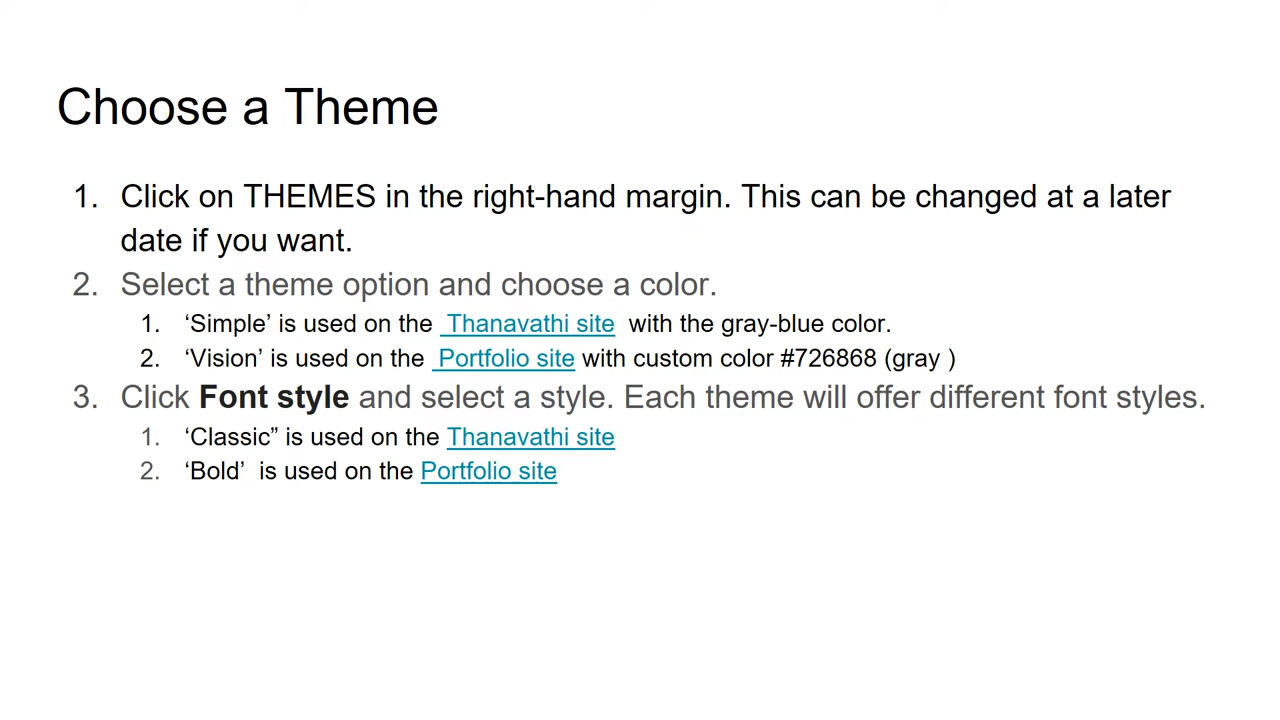 Choose a Theme
1. Click on THEMES in the right-hand margin. This can be changed at a later
date if you want.
2. Select a theme option and choose a color.
1. ‘Simple’ is used on the Thanavathi site with the gray-blue color.
2. ‘Vision’ is used on the Portfolio site with custom color #726868 (gray )
3. Click Font style and select a style. Each theme will offer different font styles.
1. ‘Classic” is used on the Thanavathi site
2. ‘Bold’ is used on the Portfolio site